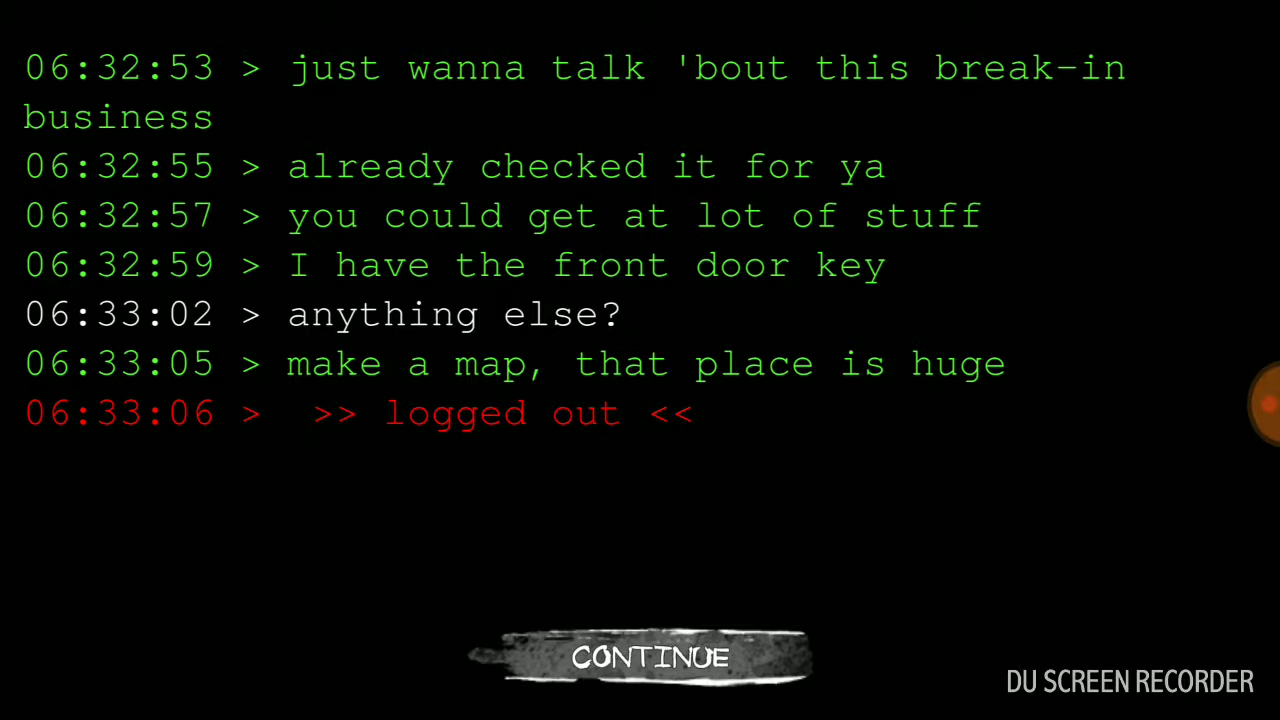 06:32:53 > just wanna talk 'bout this break-in
business
06:32:55 > already checked it for ya
06:32:57 > you could get at lot of stuff
06:32:59 > I have the front door key
06:33:02 > anything else?
06:33:05 > make a map, that place is huge
06:33:06 > >> logged out <<
CONTINUE
DU SCREEN RECORDER